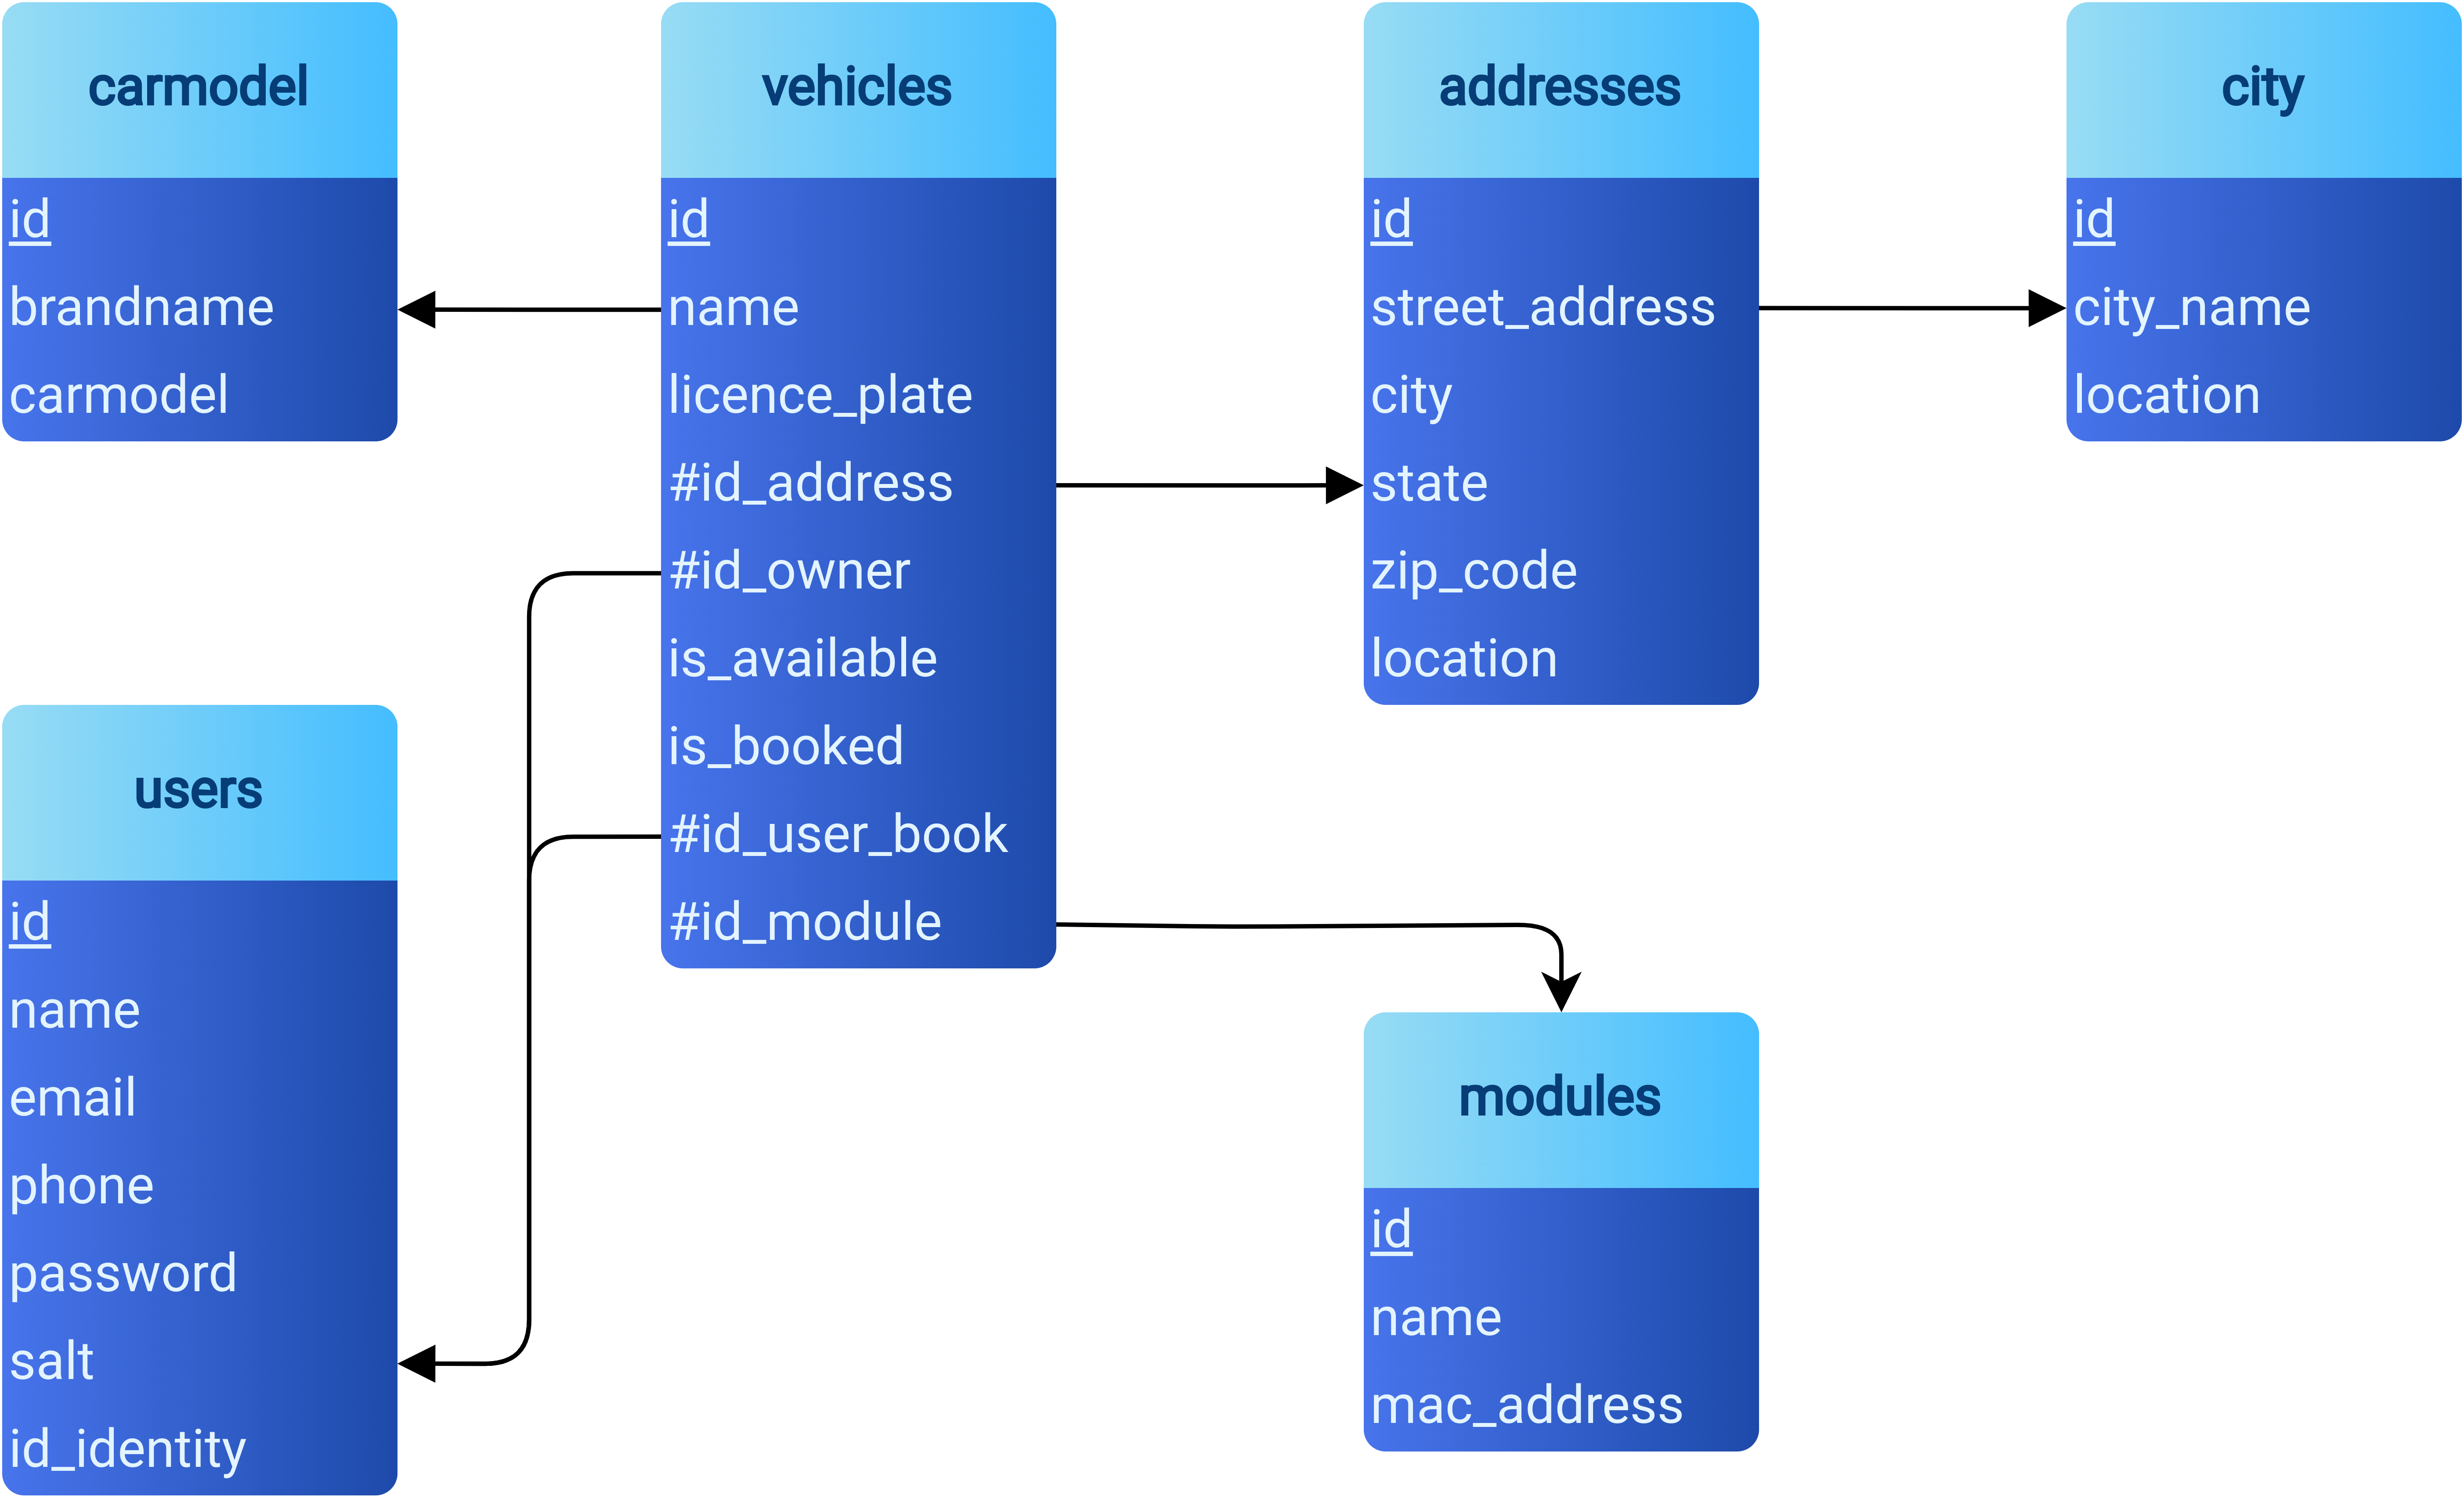 carmodel
id
brandname
carmodel
vehicles
id
name
licence_plate
#id_address
#id_owner
is_available
is_booked
#id_user_book
#id_module
addresses
id
street_address
city
state
zip_code
location
city
id
city_name
location
users
id
name
email
phone
password
salt
id_identity
modules
id
name
mac_address